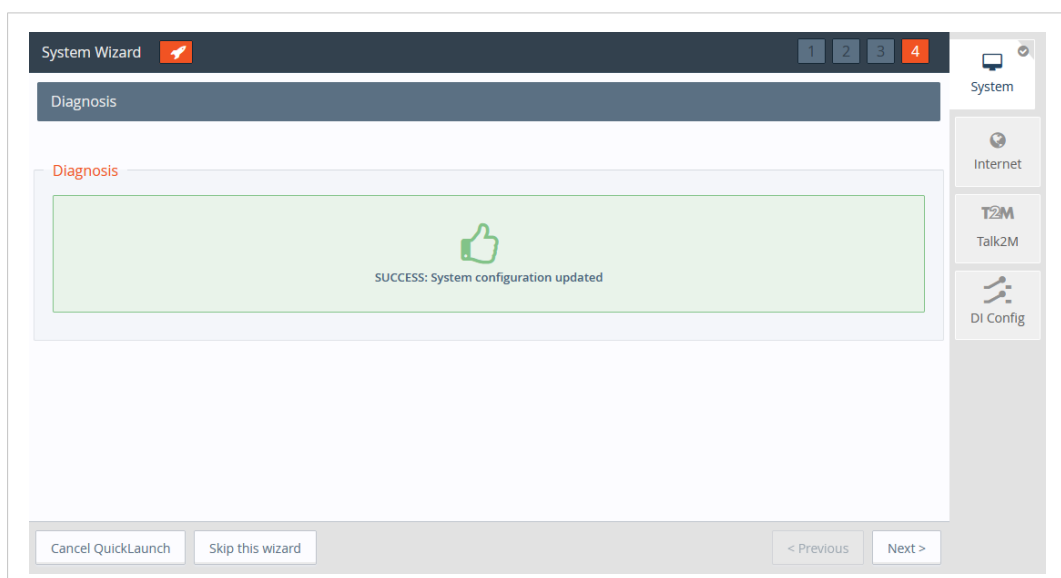 System Wizard
1 2 3 4
Diagnosis
Diagnosis
SUCCESS: System configuration updated
Cancel QuickLaunch
Skip this wizard
< Previous
Next >
System
Internet
T2M
Talk2M
DI Config